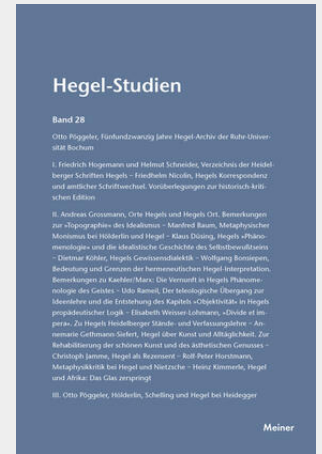 Hegel-Studien
Band 28
Otto Pöggeler, Fünfundzwanzig Jahre Hegel-Archiv der Ruhr-Univer-
sität Bochum
I. Friedrich Hogemann und Helmut Schneider, Verzeichnis der Heidel-
berger Schriften Hegels – Friedhelm Nicolin, Hegels Korrespondenz
und amtlicher Schriftwechsel. Vorüberlegungen zur historisch-kriti-
schen Edition
II. Andreas Grossmann, Orte Hegels und Hegels Ort. Bemerkungen
zur »Topographie« des Idealismus – Manfred Baum, Metaphysischer
Monismus bei Hölderlin und Hegel – Klaus Düsing, Hegels »Phäno-
menologie« und die idealistische Geschichte des Selbstbewußtseins
– Dietmar Köhler, Hegels Gewissensdialektik – Wolfgang Bonsiepen,
Bedeutung und Grenzen der hermeneutischen Hegel-Interpretation.
Bemerkungen zu Kaehler/Marx: Die Vernunft in Hegels Phänome-
nologie des Geistes – Udo Rameil, Der teleologische Übergang zur
Ideenlehre und die Entstehung des Kapitels »Objektivität« in Hegels
propädeutischer Logik – Elisabeth Weisser-Lohmann, »Divide et im-
pera«. Zu Hegels Heidelberger Stände- und Verfassungslehre – An-
nemarie Gethmann-Siefert, Hegel über Kunst und Alltäglichkeit. Zur
Rehabilitierung der schönen Kunst und des ästhetischen Genusses –
Christoph Jamme, Hegel als Rezensent – Rolf-Peter Horstmann,
Metaphysikkritik bei Hegel und Nietzsche – Heinz Kimmerle, Hegel
und Afrika: Das Glas zerspringt
III. Otto Pöggeler, Hölderlin, Schelling und Hegel bei Heidegger
Meiner